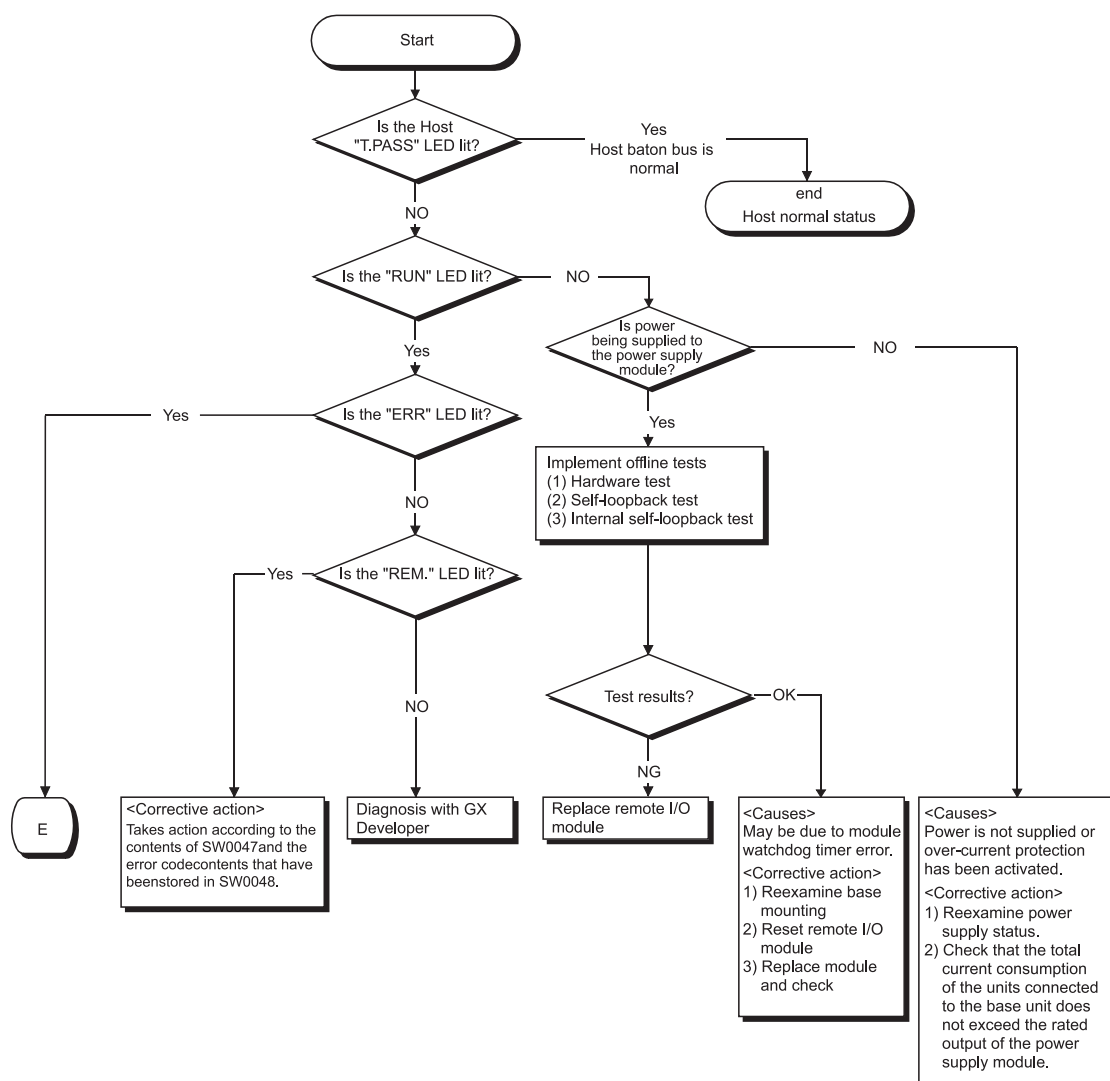 Start
Is the Host
"T.PASS" LED lit?
Yes
Host baton bus is
normal
end
Host normal status
NO
Is the "RUN" LED lit?
NO
Is power
being supplied to
the power supply
module?
NO
Yes
Yes
Is the "ERR" LED lit?
Yes
Implement offline tests
(1) Hardware test
(2) Self-loopback test
(3) Internal self-loopback test
NO
Yes
Is the "REM." LED lit?
NO
Test results?
OK
NG
E
<Corrective action>
Takes action according to the
contents of SW0047and the
error codecontents that have
beenstored in SW0048.
Diagnosis with GX
Developer
Replace remote I/O
module
<Causes>
May be due to module
watchdog timer error.
<Corrective action>
1) Reexamine base
mounting
2) Reset remote I/O
module
3) Replace module
and check
<Causes>
Power is not supplied or
over-current protection
has been activated.
<Corrective action>
1) Reexamine power
supply status.
2) Check that the total
current consumption
of the units connected
to the base unit does
not exceed the rated
output of the power
supply module.